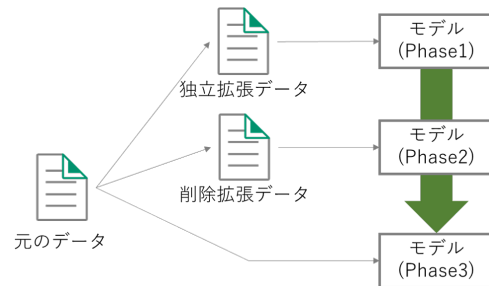 モデル
(Phase1)
独立拡張データ
モデル
(Phase2)
削除拡張データ
元のデータ
モデル
(Phase3)